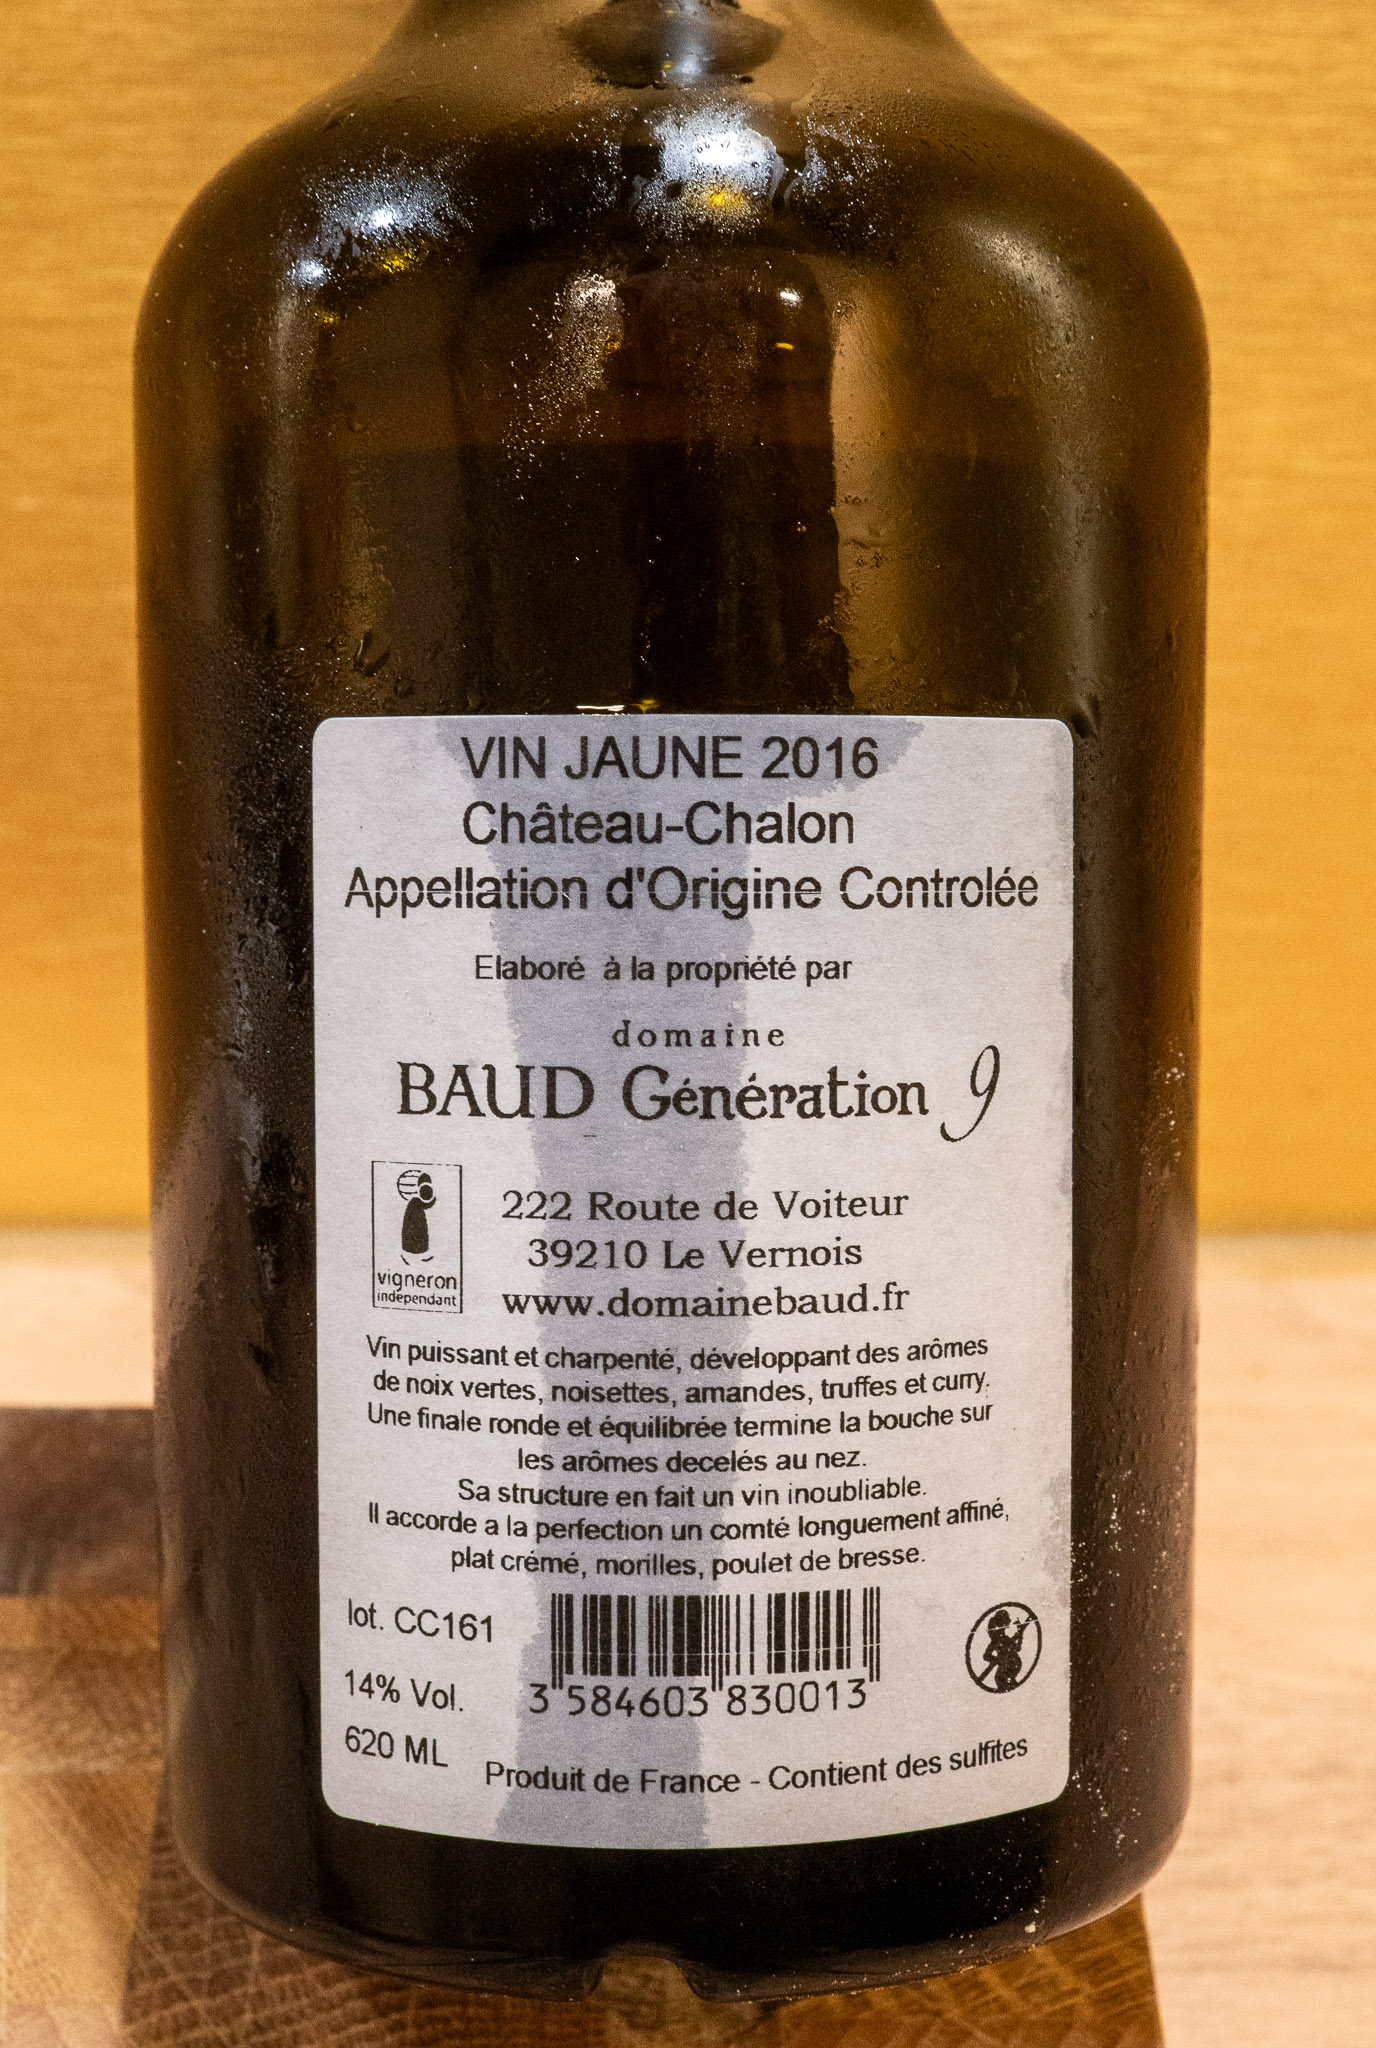 VIN JAUNE 2016
Château-Chalon
Appellation d'Origine Controlée
Elaboré à la propriété par
domaine
BAUD Génération 9
vigneron
independant
222 Route de Voiteur
39210 Le Vernois
www.domainebaud.fr
Vin puissant et charpenté, développant des arômes
de noix vertes, noisettes, amandes, truffes et curry.
Une finale ronde et équilibrée termine la bouche sur
les arômes decelés au nez.
Sa structure en fait un vin inoubliable.
Il accorde a la perfection un comté longuement affiné,
plat crémé, morilles, poulet de bresse.
lot. CC161
14% Vol.
620 ML
3 584603 830013
Produit de France - Contient des sulfites